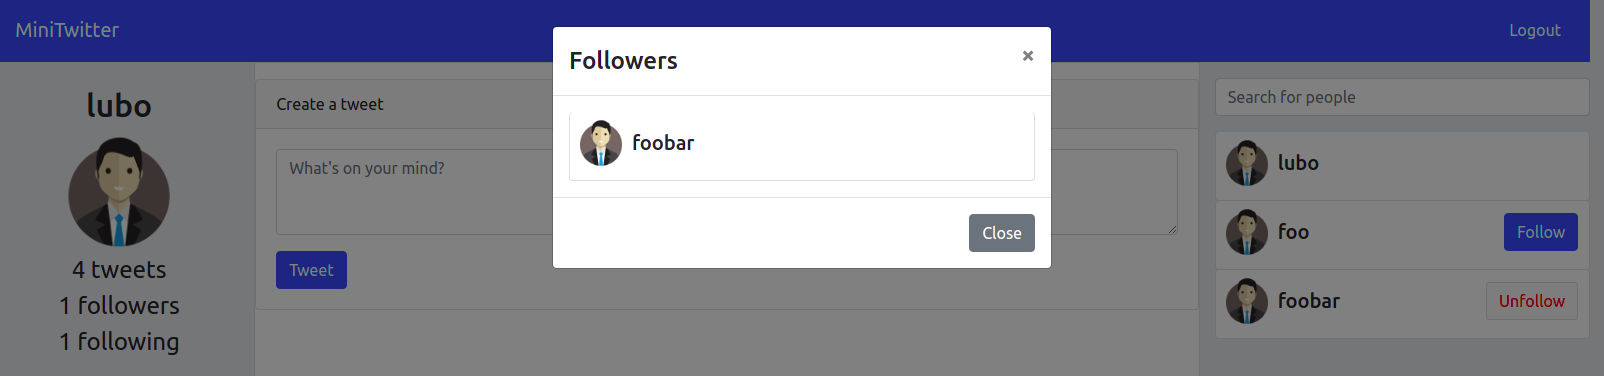 MiniTwitter
Logout
lubo
4 tweets
1 followers
1 following
Create a tweet
What's on your mind?
Tweet
Followers
×
foobar
Close
Search for people
lubo
foo
Follow
foobar
Unfollow